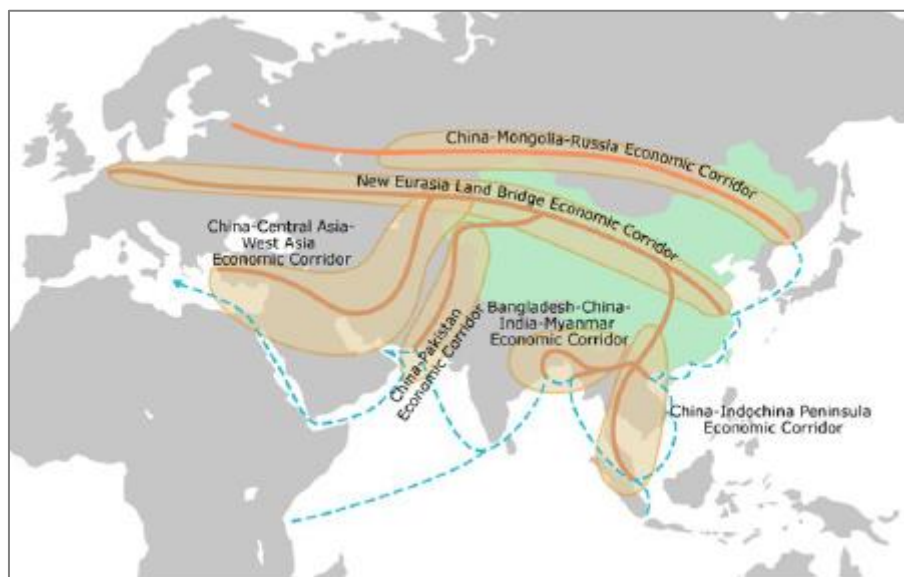 China-Mongolia-Russia Economic Corridor
New Eurasia Land Bridge Economic Corridor
China-Central Asia-
West Asia
Economic Corridor
China-Pakistan
Economic Corridor
Bangladesh-China-
India-Myanmar
Economic Corridor
China-Indochina Peninsula
Economic Corridor